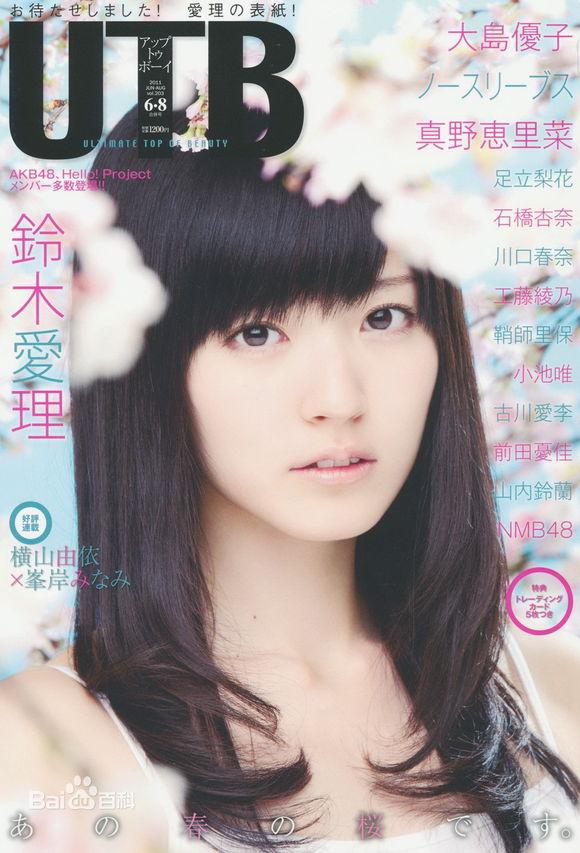 お待たせしました! 愛理の表紙!
UTB
アップ
トゥ
ボーイ
2011
JUN-AUG
vol.203
6・8
合併号
特別定価1200円
ULTIMATE TOP OF BEAUTY
AKB48、Hello! Project
メンバー多数登場!!
鈴木愛理
大島優子
ノースリーブス
真野恵里菜
足立梨花
石橋杏奈
川口春奈
工藤綾乃
鞘師里保
小池唯
古川愛李
前田憂佳
山内鈴蘭
NMB48
好評
連載
横山由依
×峯岸みなみ
特典
トレーディング
カード
5枚つき
Bai百科
あの春の桜です。